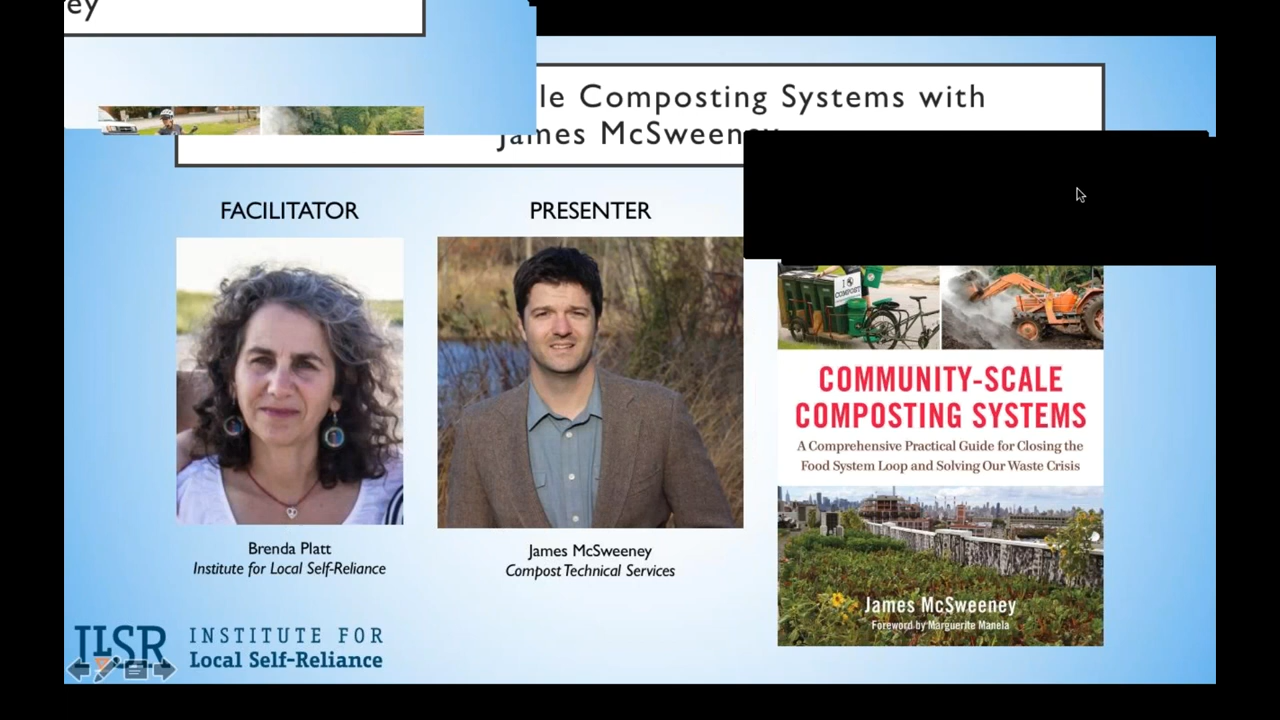 ey
le Composting Systems with
James McSweeney
FACILITATOR
PRESENTER
I
COMPOST
COMMUNITY-SCALE
COMPOSTING SYSTEMS
A Comprehensive Practical Guide for Closing the
Food System Loop and Solving Our Waste Crisis
James McSweeney
Foreword by Marguerite Manela
Brenda Platt
Institute for Local Self-Reliance
James McSweeney
Compost Technical Services
ILSR
INSTITUTE FOR
Local Self-Reliance